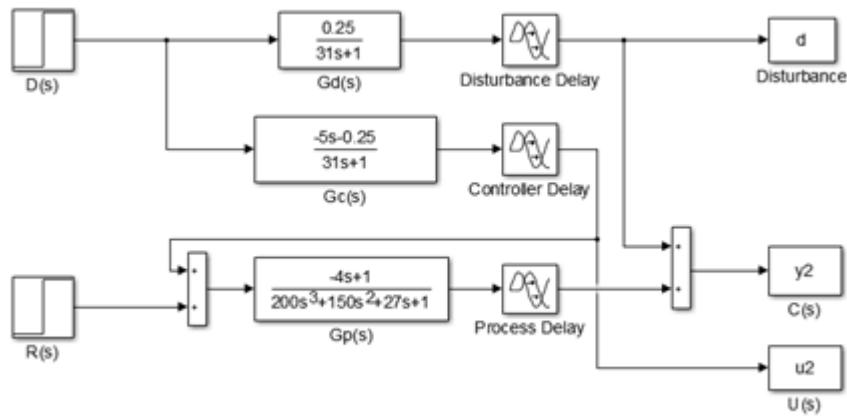 D(s)
0.25
31s+1
Gd(s)
Disturbance Delay
d
Disturbance
-5s-0.25
31s+1
Gc(s)
Controller Delay
R(s)
+
+
-4s+1
200s³+150s²+27s+1
Gp(s)
Process Delay
+
+
y2
C(s)
u2
U(s)